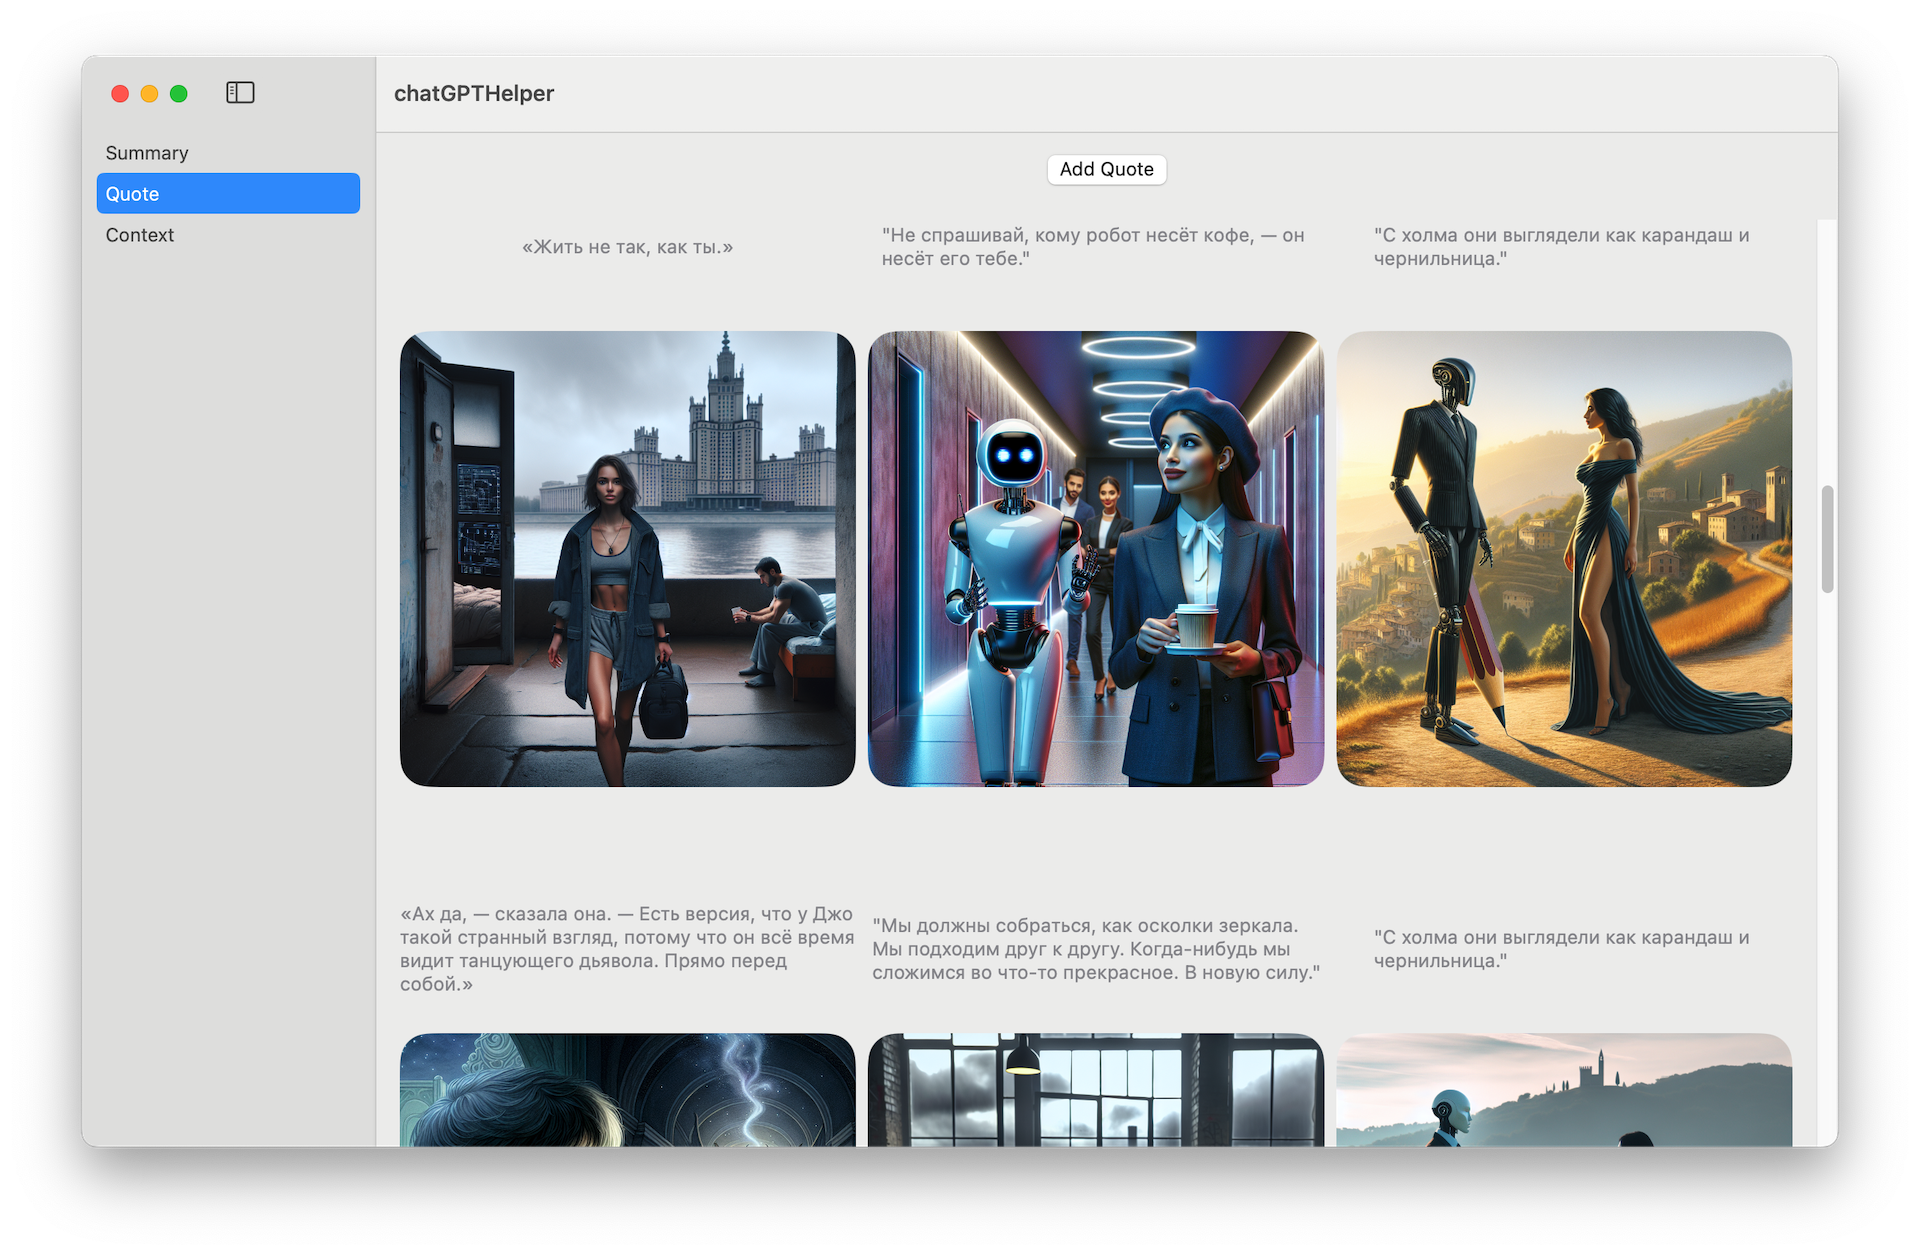 chatGPTHelper
Summary
Quote
Context
Add Quote
«Жить не так, как ты.»
"Не спрашивай, кому робот несёт кофе, — он
несёт его тебе."
"С холма они выглядели как карандаш и
чернильница."
«Ах да, — сказала она. — Есть версия, что у Джо
такой странный взгляд, потому что он всё время
видит танцующего дьявола. Прямо перед
собой.»
"Мы должны собраться, как осколки зеркала.
Мы подходим друг к другу. Когда-нибудь мы
сложимся во что-то прекрасное. В новую силу."
"С холма они выглядели как карандаш и
чернильница."